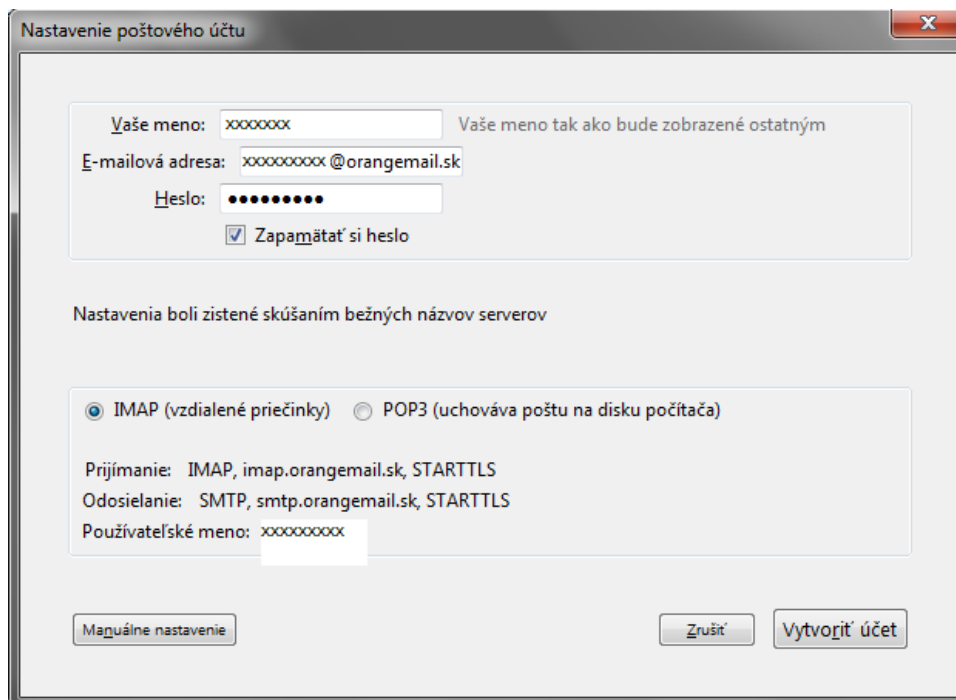 Nastavenie poštového účtu
Vaše meno: xxxxxxx Vaše meno tak ako bude zobrazené ostatným
E-mailová adresa: xxxxxxxxx @orangemail.sk
Heslo: ●●●●●●●●●
Zapamätať si heslo
Nastavenia boli zistené skúšaním bežných názvov serverov
IMAP (vzdialené priečinky) POP3 (uchováva poštu na disku počítača)
Prijímanie: IMAP, imap.orangemail.sk, STARTTLS
Odosielanie: SMTP, smtp.orangemail.sk, STARTTLS
Používateľské meno: xxxxxxxxx
Manuálne nastavenie Zrušiť Vytvoriť účet